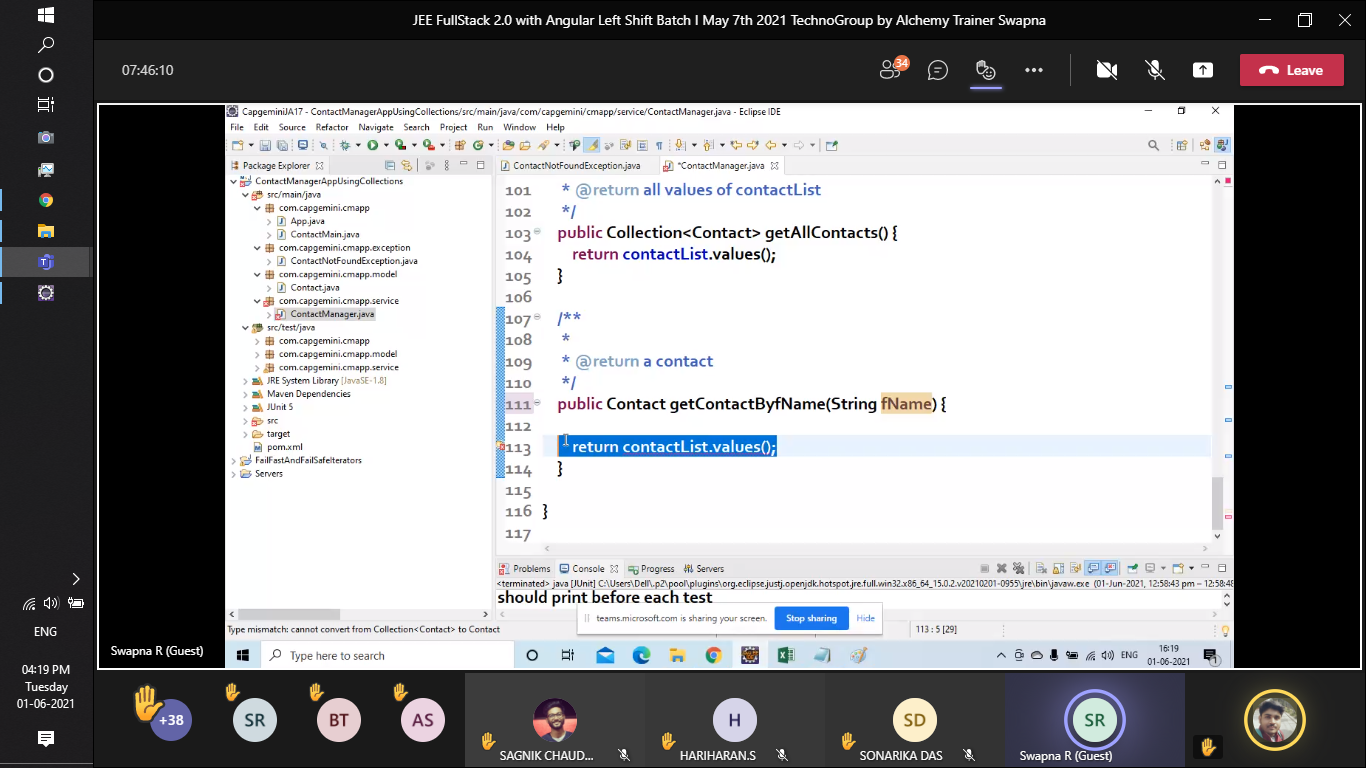 JEE FullStack 2.0 with Angular Left Shift Batch I May 7th 2021 TechnoGroup by Alchemy Trainer Swapna
07:46:10
34
Leave
CapgeminiJA17 - ContactManagerAppUsingCollections/src/main/java/com/capgemini/cmapp/service/ContactManager.java - Eclipse IDE
File Edit Source Refactor Navigate Search Project Run Window Help
Package Explorer
ContactManagerAppUsingCollections
src/main/java
com.capgemini.cmapp
App.java
ContactMain.java
com.capgemini.cmapp.exception
ContactNotFoundException.java
com.capgemini.cmapp.model
Contact.java
com.capgemini.cmapp.service
ContactManager.java
src/test/java
com.capgemini.cmapp
com.capgemini.cmapp.model
com.capgemini.cmapp.service
JRE System Library [JavaSE-1.8]
Maven Dependencies
JUnit 5
src
target
pom.xml
FailFastAndFailSafeIterators
Servers
ContactNotFoundException.java *ContactManager.java
101 * @return all values of contactList
102 */
103 public Collection<Contact> getAllContacts() {
104 return contactList.values();
105 }
106
107 /**
108 *
109 * @return a contact
110 */
111 public Contact getContactByfName(String fName) {
112
113 return contactList.values();
114 }
115
116 }
117
Problems Console Progress Servers
<terminated> java [JUnit] C:\Users\Dell\.p2\pool\plugins\org.eclipse.justj.openjdk.hotspot.jre.full.win32.x86_64_15.0.2.v20210201-0955\jre\bin\javaw.exe (01-Jun-2021, 12:58:43 pm – 12:58:48
should print before each test
Type mismatch: cannot convert from Collection<Contact> to Contact
113 : 5 [29]
teams.microsoft.com is sharing your screen.
Stop sharing
Hide
Type here to search
ENG
16:19
01-06-2021
1
Swapna R (Guest)
ENG
04:19 PM
Tuesday
01-06-2021
+38
SR
BT
AS
SAGNIK CHAUD...
H
HARIHARAN.S
SD
SONARIKA DAS
SR
Swapna R (Guest)